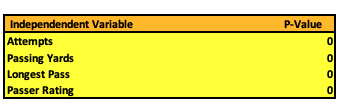 Independendent Variable P-Value
Attempts 0
Passing Yards 0
Longest Pass 0
Passer Rating 0